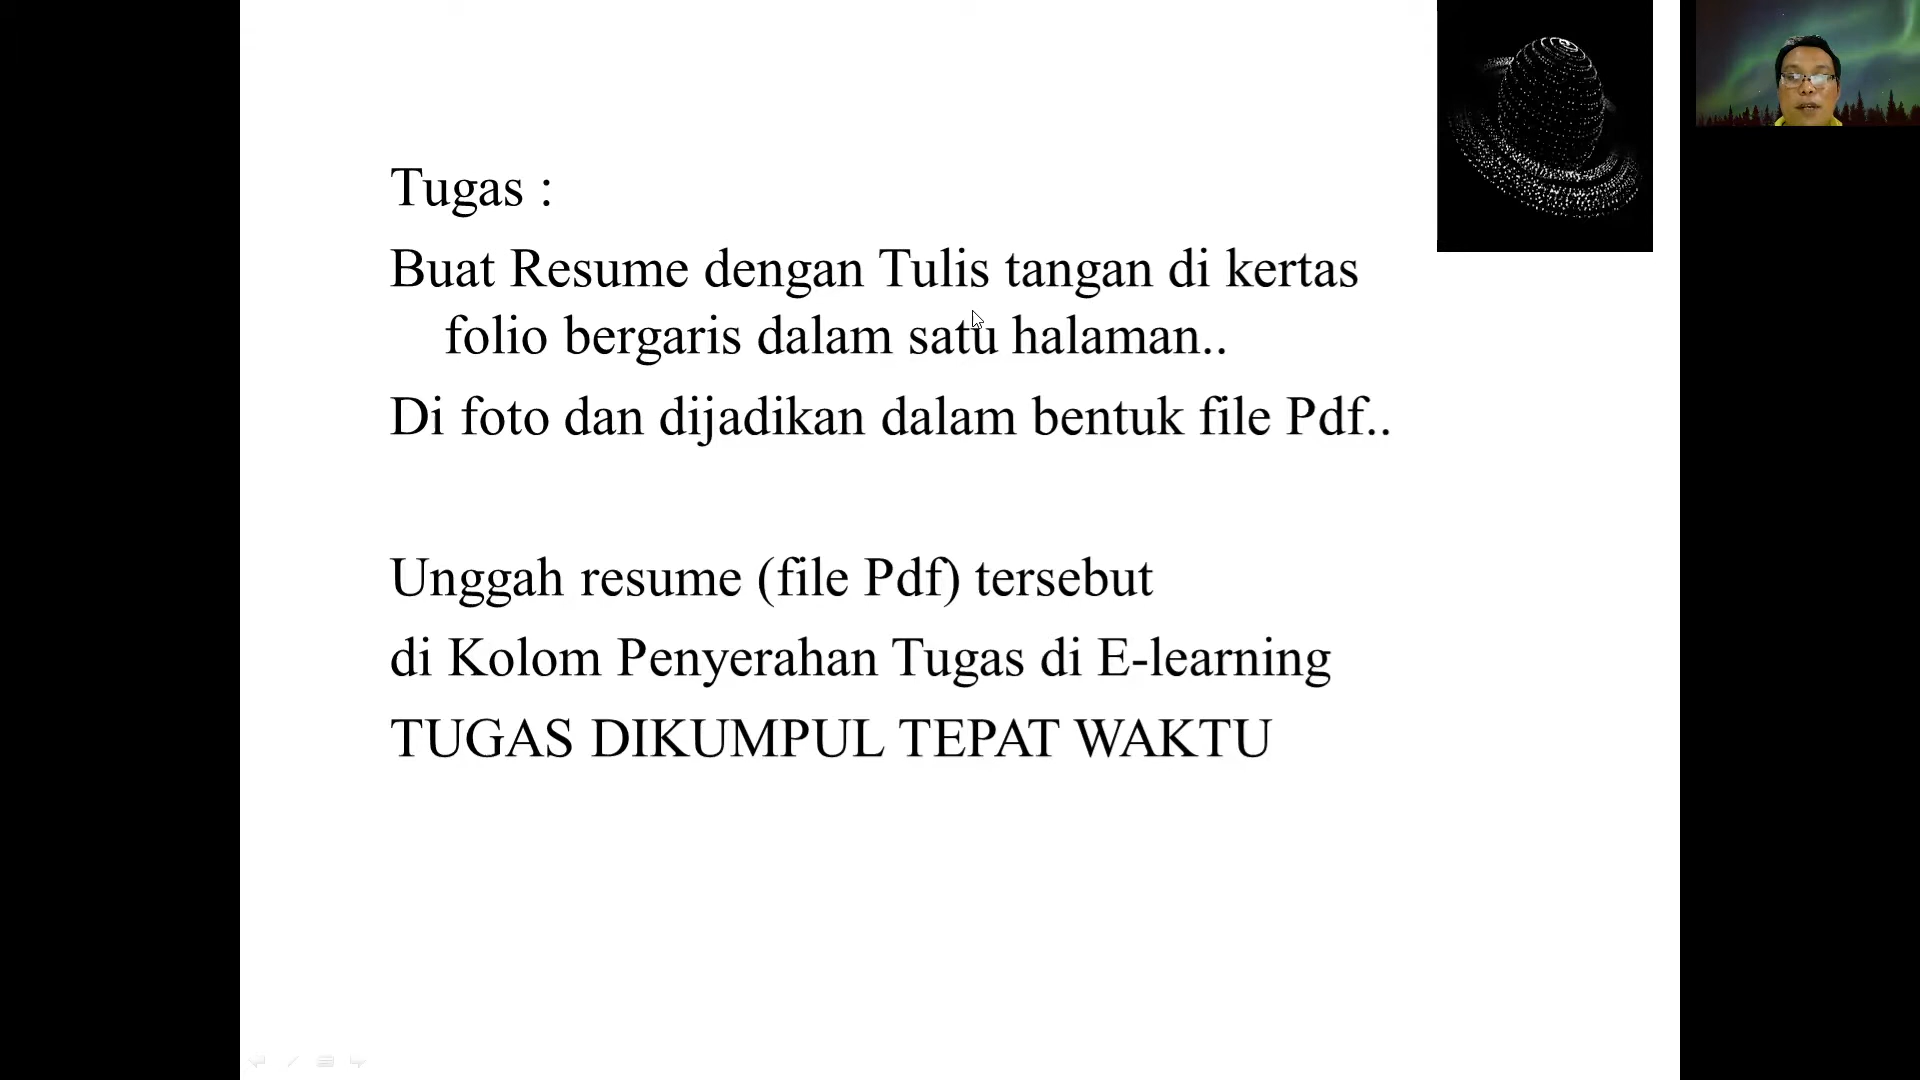 Tugas :
Buat Resume dengan Tulis tangan di kertas
folio bergaris dalam satu halaman..
Di foto dan dijadikan dalam bentuk file Pdf..
Unggah resume (file Pdf) tersebut
di Kolom Penyerahan Tugas di E-learning
TUGAS DIKUMPUL TEPAT WAKTU